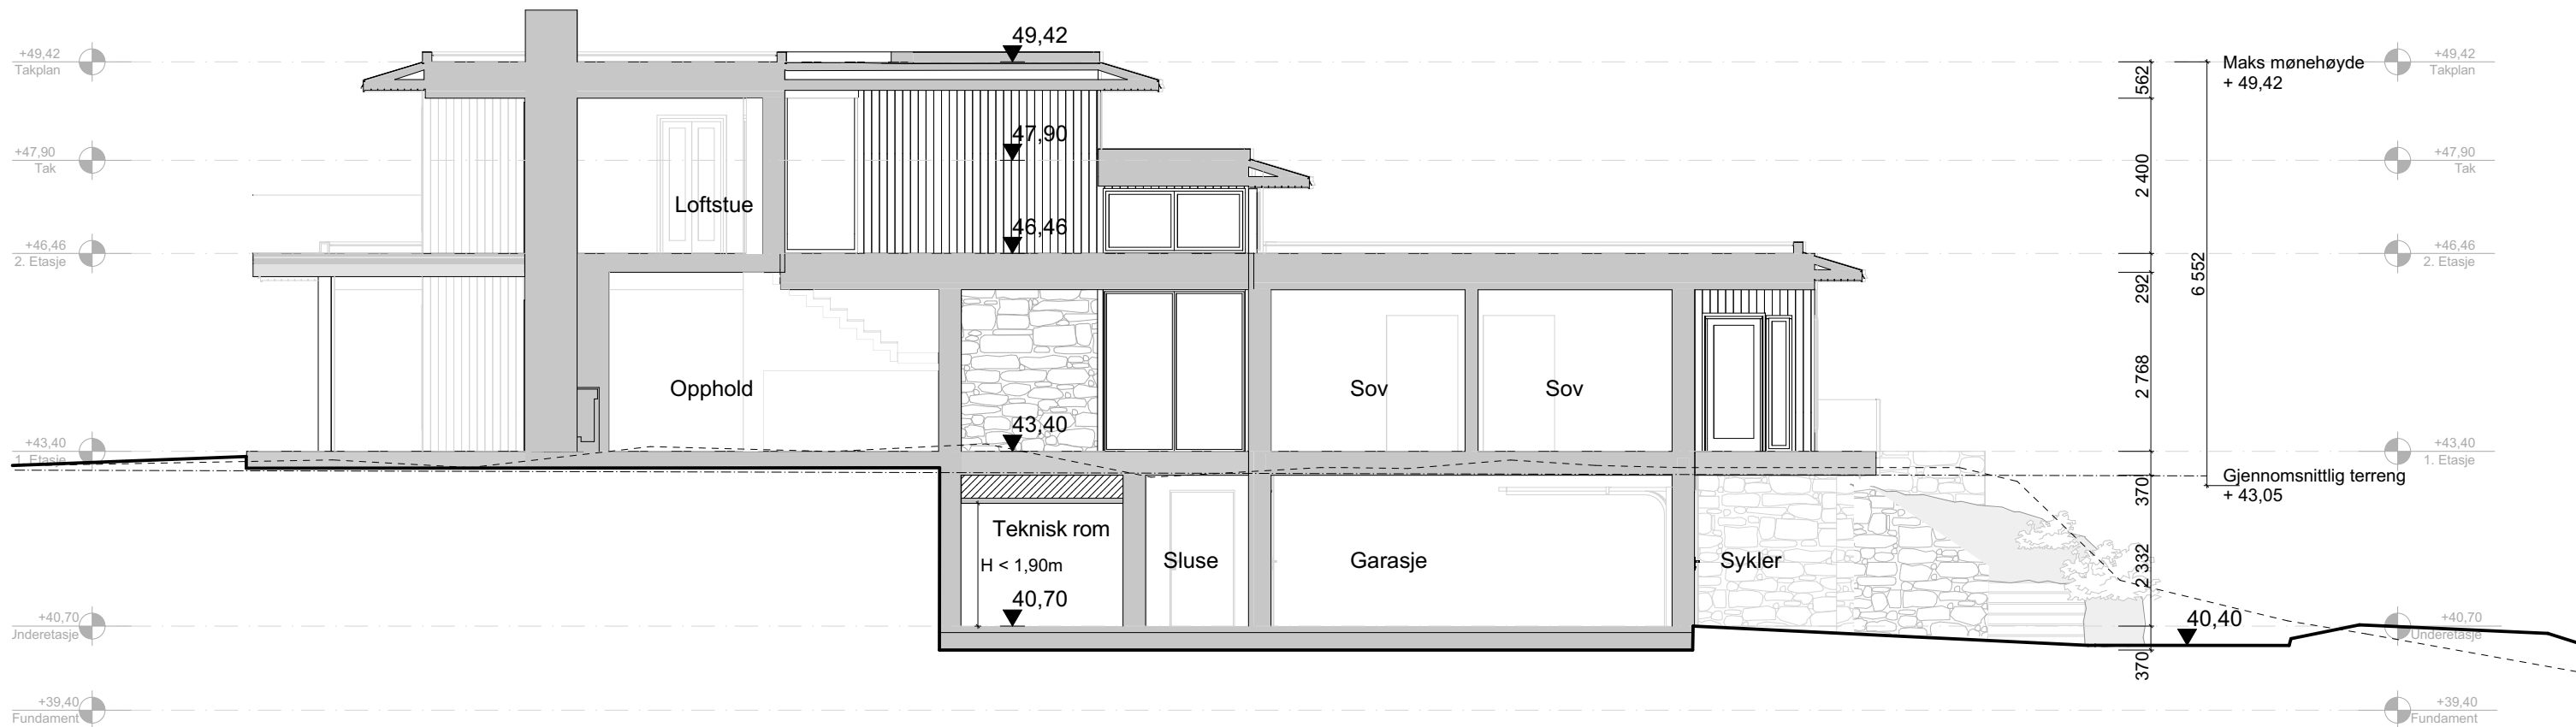 49,42
+49,42
Takplan
+49,42
Takplan
Maks mønehøyde
+ 49,42
562
47,90
+47,90
Tak
+47,90
Tak
2 400
Loftstue
46,46
+46,46
2. Etasje
+46,46
2. Etasje
292
6 552
2 768
Opphold
Sov
Sov
43,40
+43,40
1. Etasje
+43,40
1. Etasje
Gjennomsnittlig terreng
+ 43,05
370
Teknisk rom
H < 1,90m
Sluse
Garasje
Sykler
2 332
40,70
+40,70
Underetasje
40,40
+40,70
Underetasje
370
+39,40
Fundament
+39,40
Fundament